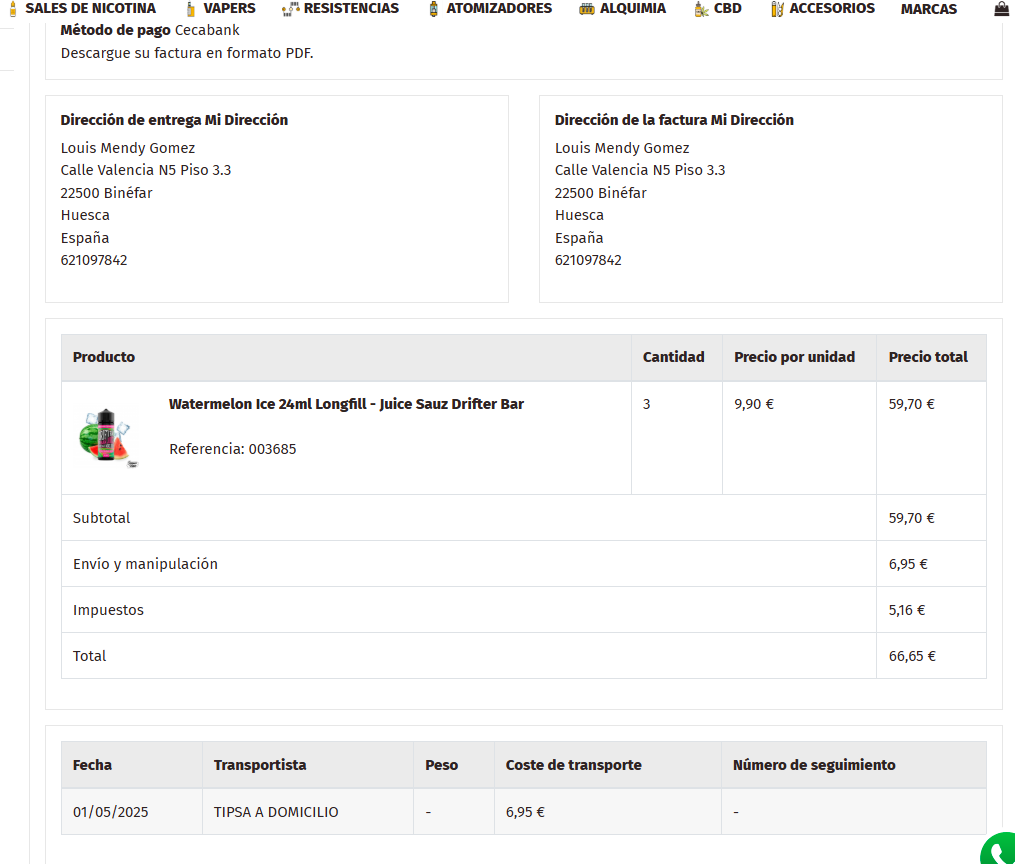 SALES DE NICOTINA VAPERS RESISTENCIAS ATOMIZADORES ALQUIMIA CBD ACCESORIOS MARCAS
Método de pago Cecabank
Descargue su factura en formato PDF.
Dirección de entrega Mi Dirección
Louis Mendy Gomez
Calle Valencia N5 Piso 3.3
22500 Binéfar
Huesca
España
621097842
Dirección de la factura Mi Dirección
Louis Mendy Gomez
Calle Valencia N5 Piso 3.3
22500 Binéfar
Huesca
España
621097842
Producto Cantidad Precio por unidad Precio total
Watermelon Ice 24ml Longfill - Juice Sauz Drifter Bar 3 9,90 € 59,70 €
Referencia: 003685
Subtotal 59,70 €
Envío y manipulación 6,95 €
Impuestos 5,16 €
Total 66,65 €
Fecha Transportista Peso Coste de transporte Número de seguimiento
01/05/2025 TIPSA A DOMICILIO - 6,95 € -